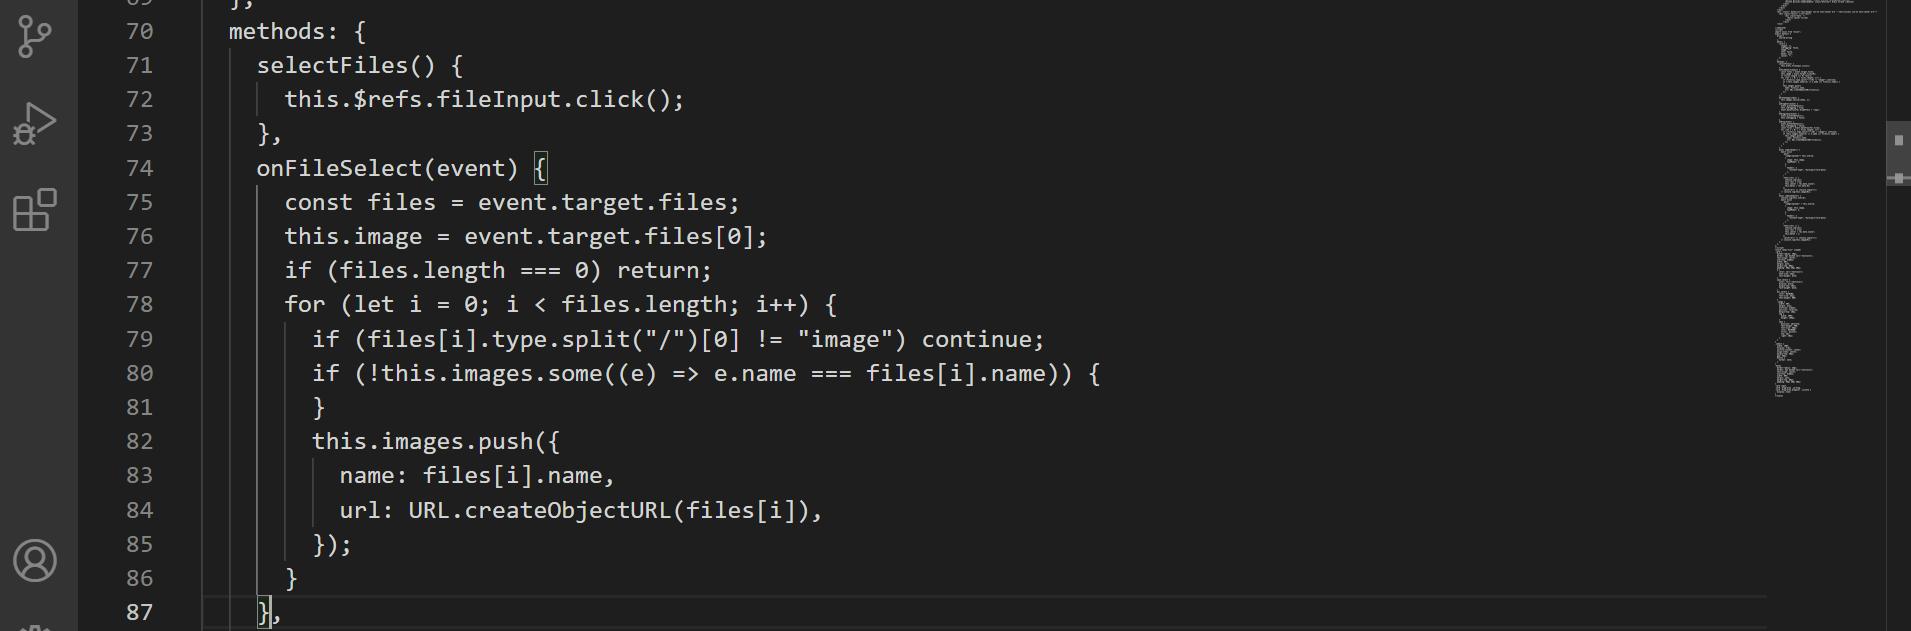 69 },
70 methods: {
71 selectFiles() {
72 this.$refs.fileInput.click();
73 },
74 onFileSelect(event) {
75 const files = event.target.files;
76 this.image = event.target.files[0];
77 if (files.length === 0) return;
78 for (let i = 0; i < files.length; i++) {
79 if (files[i].type.split("/")[0] != "image") continue;
80 if (!this.images.some((e) => e.name === files[i].name)) {
81 }
82 this.images.push({
83 name: files[i].name,
84 url: URL.createObjectURL(files[i]),
85 });
86 }
87 },